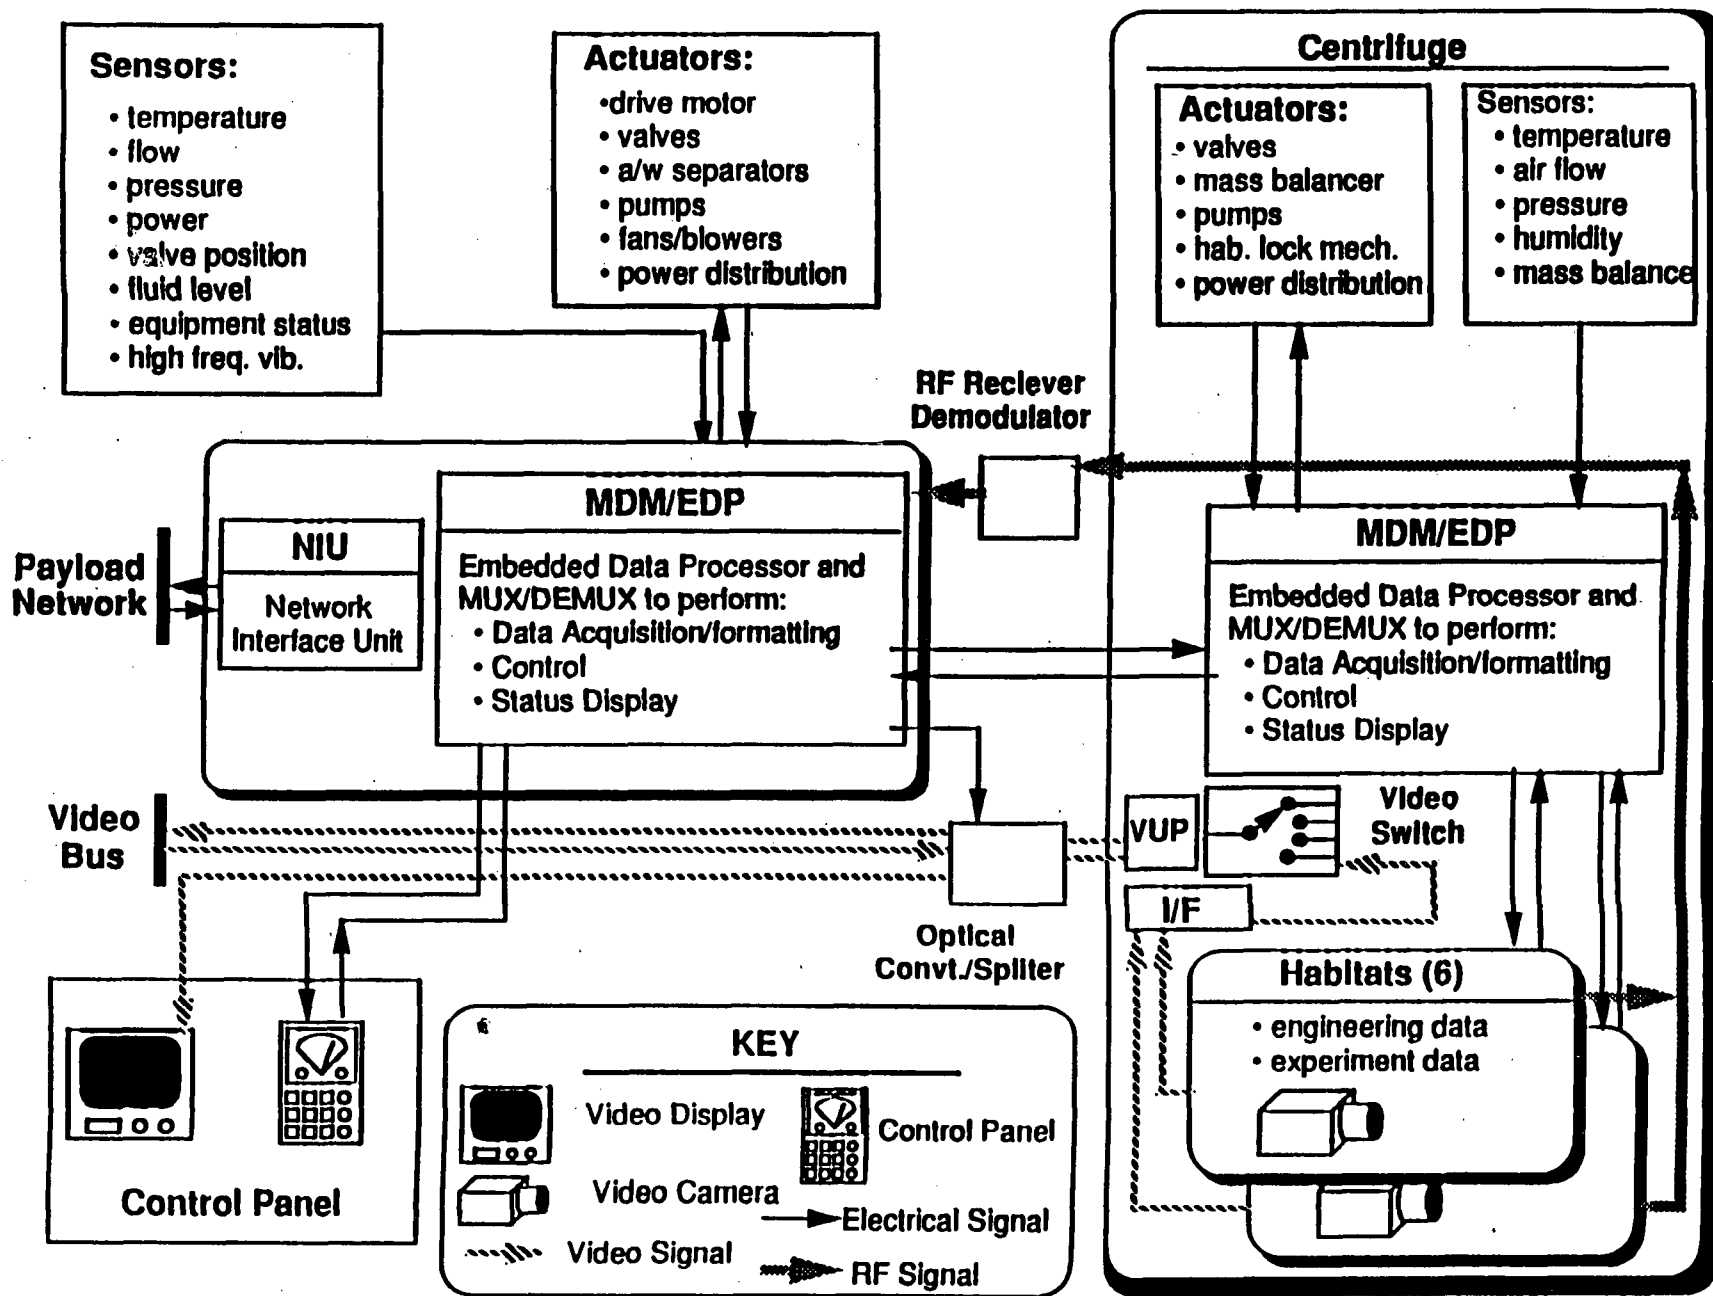 Sensors:
• temperature
• flow
• pressure
• power
• valve position
• fluid level
• equipment status
• high freq. vib.
Actuators:
•drive motor
• valves
• a/w separators
• pumps
• fans/blowers
• power distribution
Centrifuge
Actuators:
• valves
• mass balancer
• pumps
• hab. lock mech.
• power distribution
Sensors:
• temperature
• air flow
• pressure
• humidity
• mass balance
RF Reciever
Demodulator
Payload
Network
NIU
Network
Interface Unit
MDM/EDP
Embedded Data Processor and
MUX/DEMUX to perform:
• Data Acquisition/formatting
• Control
• Status Display
MDM/EDP
Embedded Data Processor and
MUX/DEMUX to perform:
• Data Acquisition/formatting
• Control
• Status Display
Video
Bus
VUP
Video
Switch
I/F
Optical
Convt./Spliter
Habitats (6)
• engineering data
• experiment data
Control Panel
KEY
Video Display
Control Panel
Video Camera
Electrical Signal
Video Signal
RF Signal